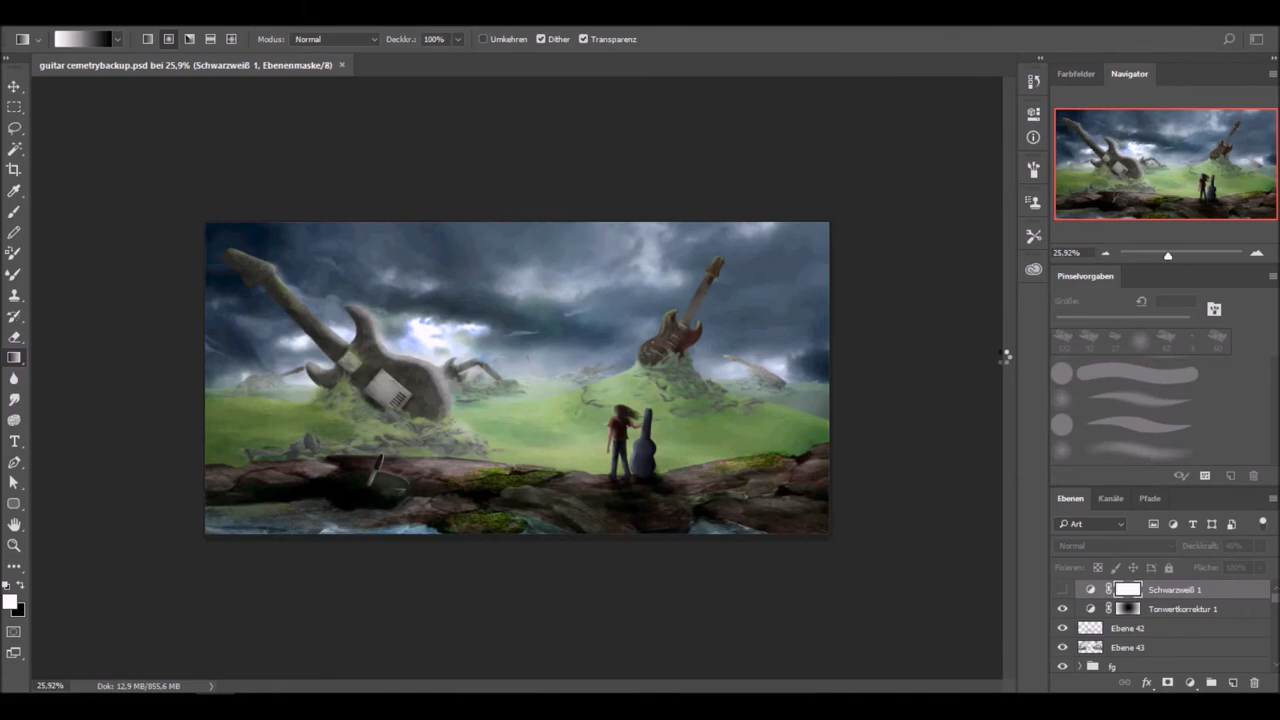 Modus: Normal Deckkr.: 100% Umkehren Dither Transparenz
guitar cemetrybackup.psd bei 25,9% (Schwarzweiß 1, Ebenenmaske/8) ×
Farbfelder Navigator
25,92%
Pinselvorgaben
Größe:
Ebenen Kanäle Pfade
Art
Normal Deckkraft:
Fixieren: Fläche: 100%
Schwarzweiß 1
Tonwertkorrektur 1
Ebene 42
Ebene 43
fg
25,92% Dok: 12,9 MB/855,6 MB